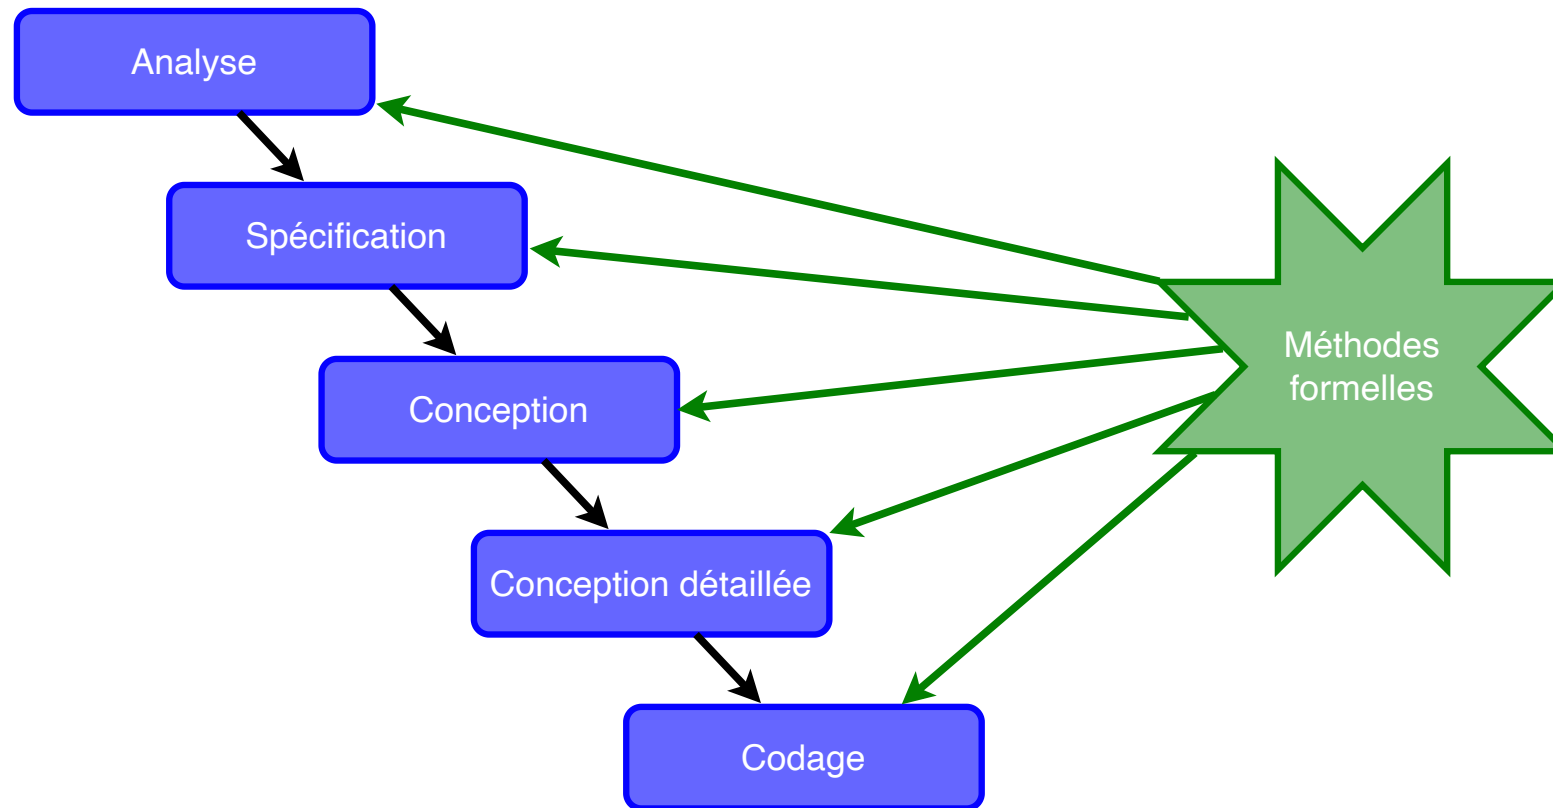 Analyse
Spécification
Conception
Conception détaillée
Codage
Méthodes
formelles